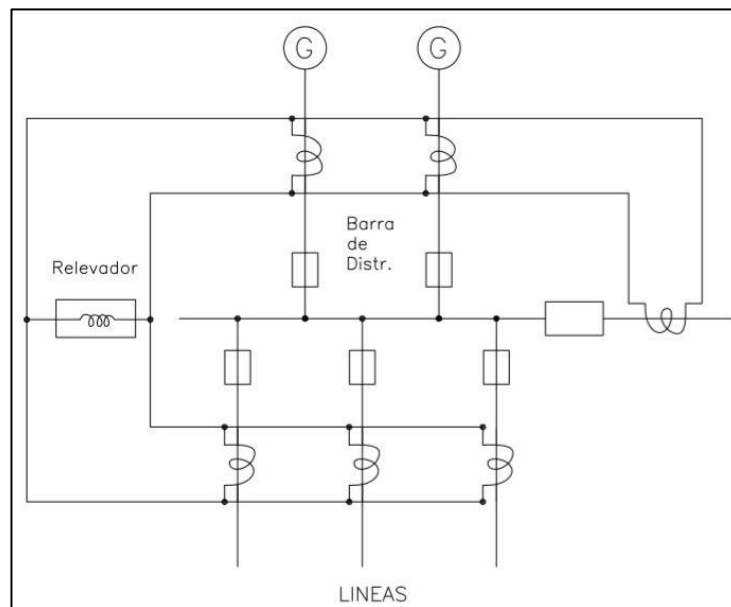 G G
Barra
de
Distr.
Relevador
LINEAS